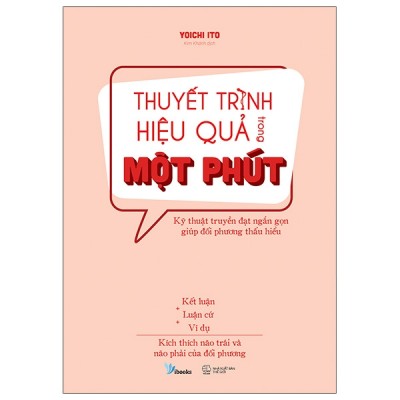 YOICHI ITO
THUYẾT TRÌNH
HIỆU QUẢ trong
MỘT PHÚT
Kỹ thuật truyền đạt ngắn gọn
giúp đối phương thấu hiểu
Kết luận
+
Luận cứ
+
Ví dụ
Kích thích não trái và
não phải của đối phương
ibooks